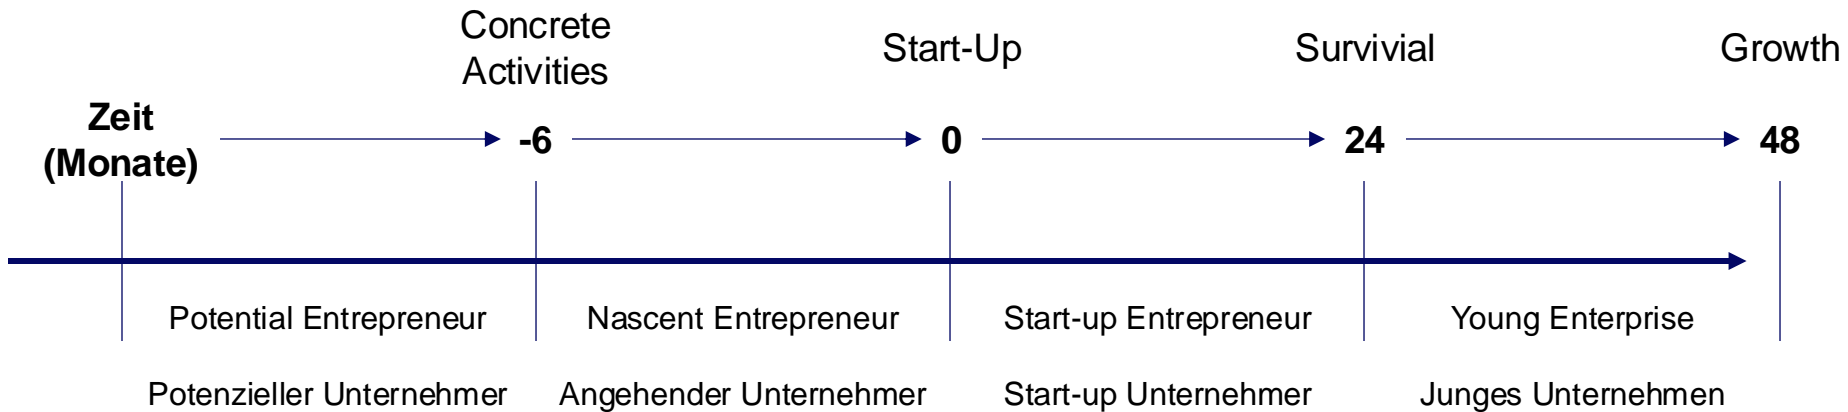 Concrete
Activities
Start-Up
Survivial
Growth
Zeit
(Monate)
-6
0
24
48
Potential Entrepreneur
Nascent Entrepreneur
Start-up Entrepreneur
Young Enterprise
Potenzieller Unternehmer
Angehender Unternehmer
Start-up Unternehmer
Junges Unternehmen